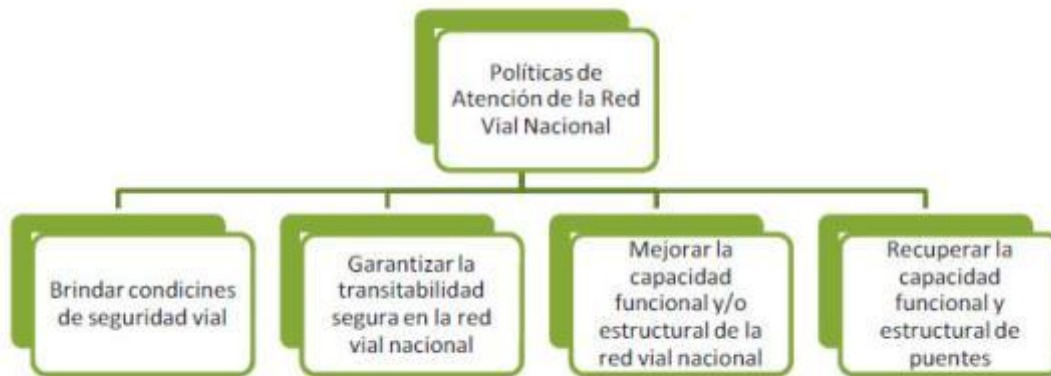 Políticas de
Atención de la Red
Vial Nacional
Brindar condicines
de seguridad vial
Garantizar la
transitabilidad
segura en la red
vial nacional
Mejorar la
capacidad
funcional y/o
estructural de la
red vial nacional
Recuperar la
capacidad
funcional y
estructural de
puentes